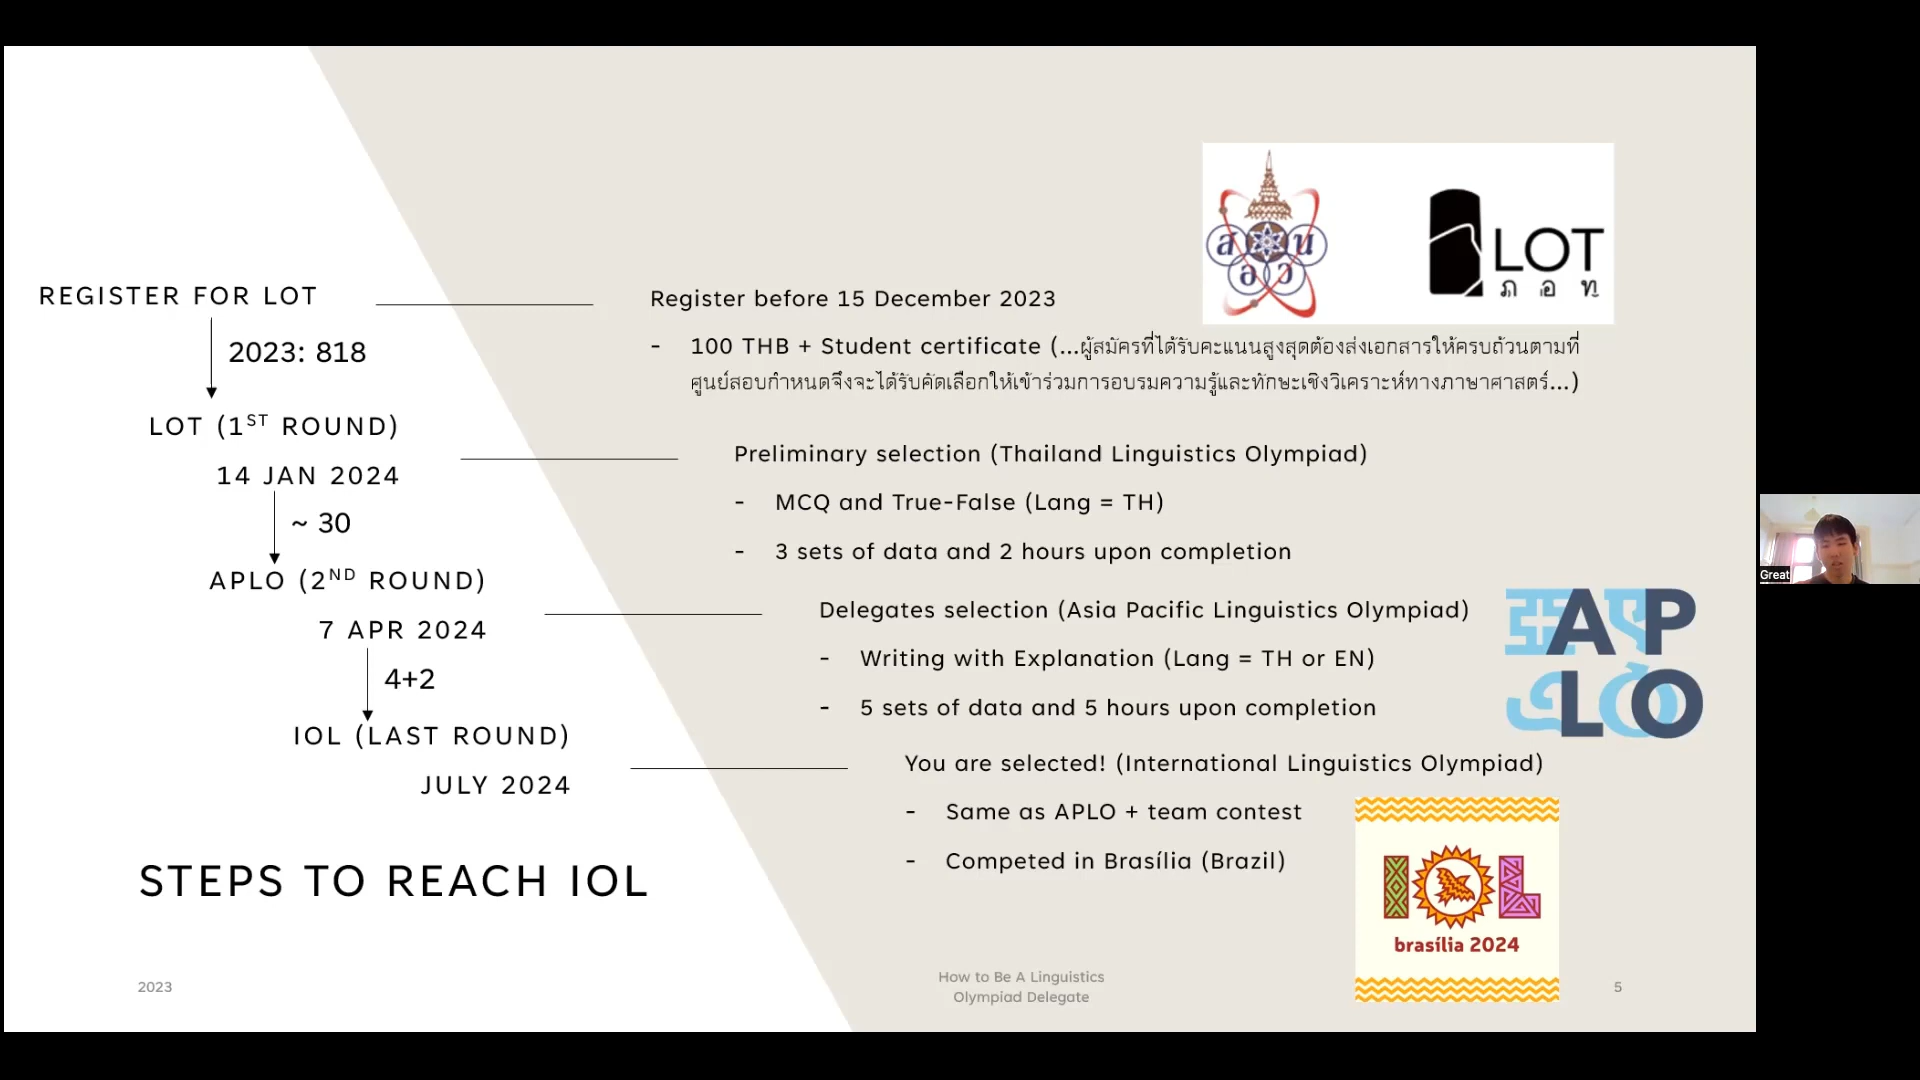 REGISTER FOR LOT
2023: 818
LOT (1ST ROUND)
14 JAN 2024
~ 30
APLO (2ND ROUND)
7 APR 2024
4+2
IOL (LAST ROUND)
JULY 2024
STEPS TO REACH IOL
2023
ส อ ว น
LOT
ภ อ ท
Register before 15 December 2023
- 100 THB + Student certificate (...ผู้สมัครที่ได้รับคะแนนสูงสุดต้องส่งเอกสารให้ครบถ้วนตามที่
ศูนย์สอบกำหนดจึงจะได้รับคัดเลือกให้เข้าร่วมการอบรมความรู้และทักษะเชิงวิเคราะห์ทางภาษาศาสตร์...)
Preliminary selection (Thailand Linguistics Olympiad)
- MCQ and True-False (Lang = TH)
- 3 sets of data and 2 hours upon completion
Delegates selection (Asia Pacific Linguistics Olympiad)
- Writing with Explanation (Lang = TH or EN)
- 5 sets of data and 5 hours upon completion
AP
LO
You are selected! (International Linguistics Olympiad)
- Same as APLO + team contest
- Competed in Brasília (Brazil)
IOL
brasília 2024
How to Be A Linguistics
Olympiad Delegate
5
Great